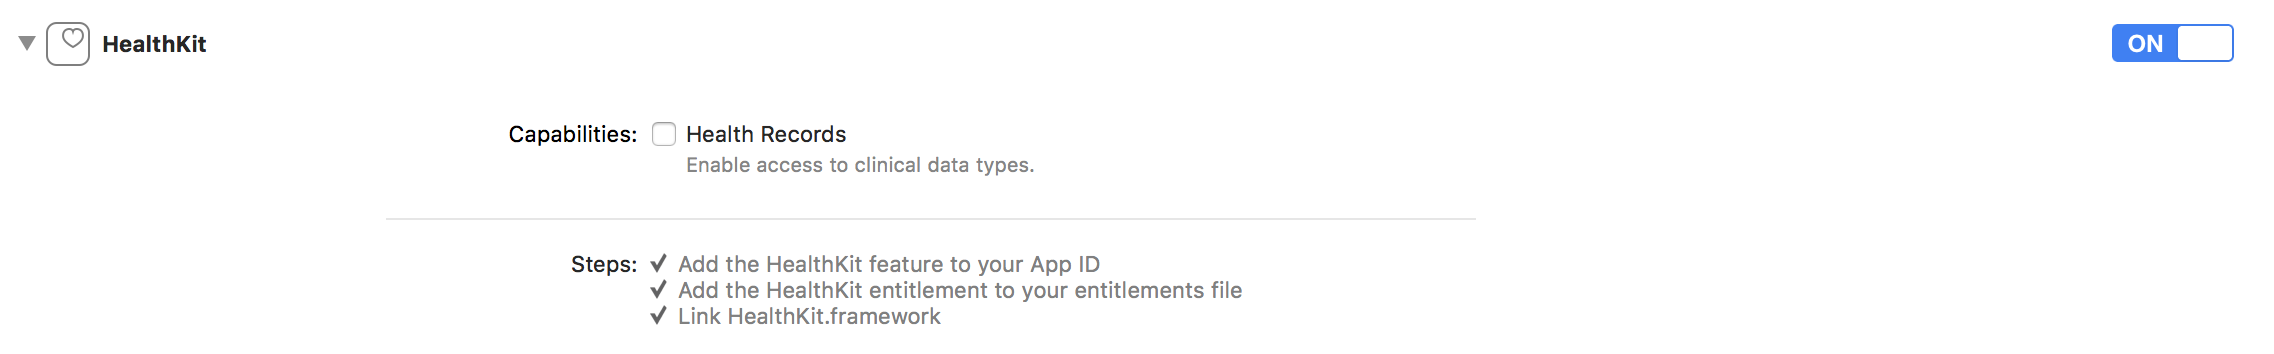 HealthKit
ON
Capabilities: Health Records
Enable access to clinical data types.
Steps: ✓ Add the HealthKit feature to your App ID
✓ Add the HealthKit entitlement to your entitlements file
✓ Link HealthKit.framework